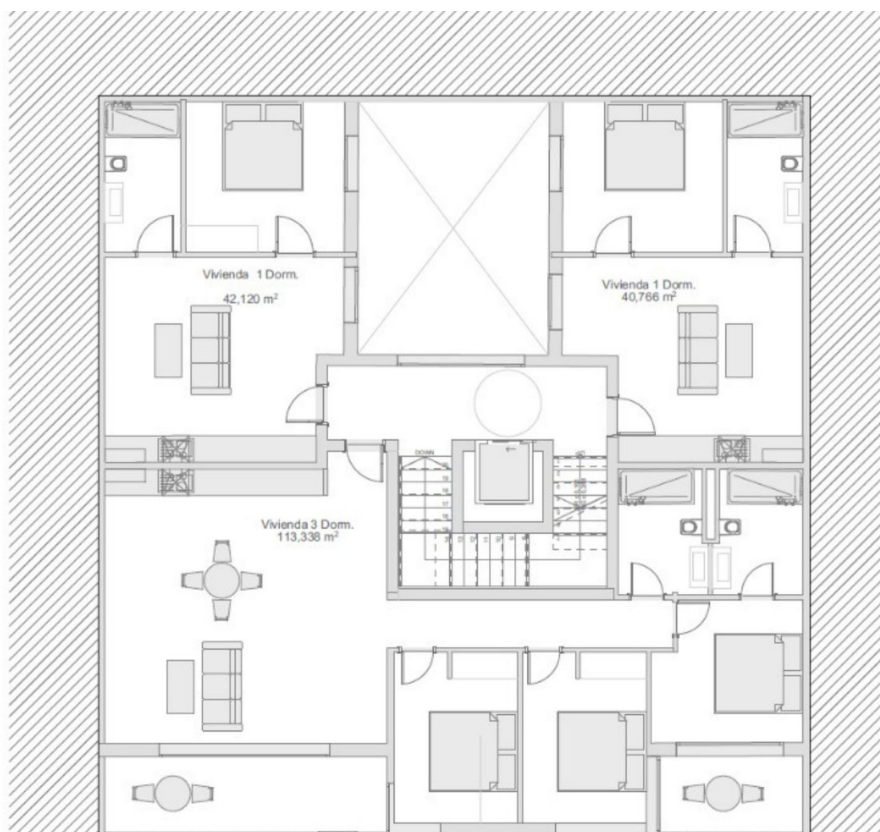 Vivienda 1 Dorm.
42,120 m²
Vivienda 1 Dorm.
40,766 m²
DOWN
Vivienda 3 Dorm.
113,338 m²